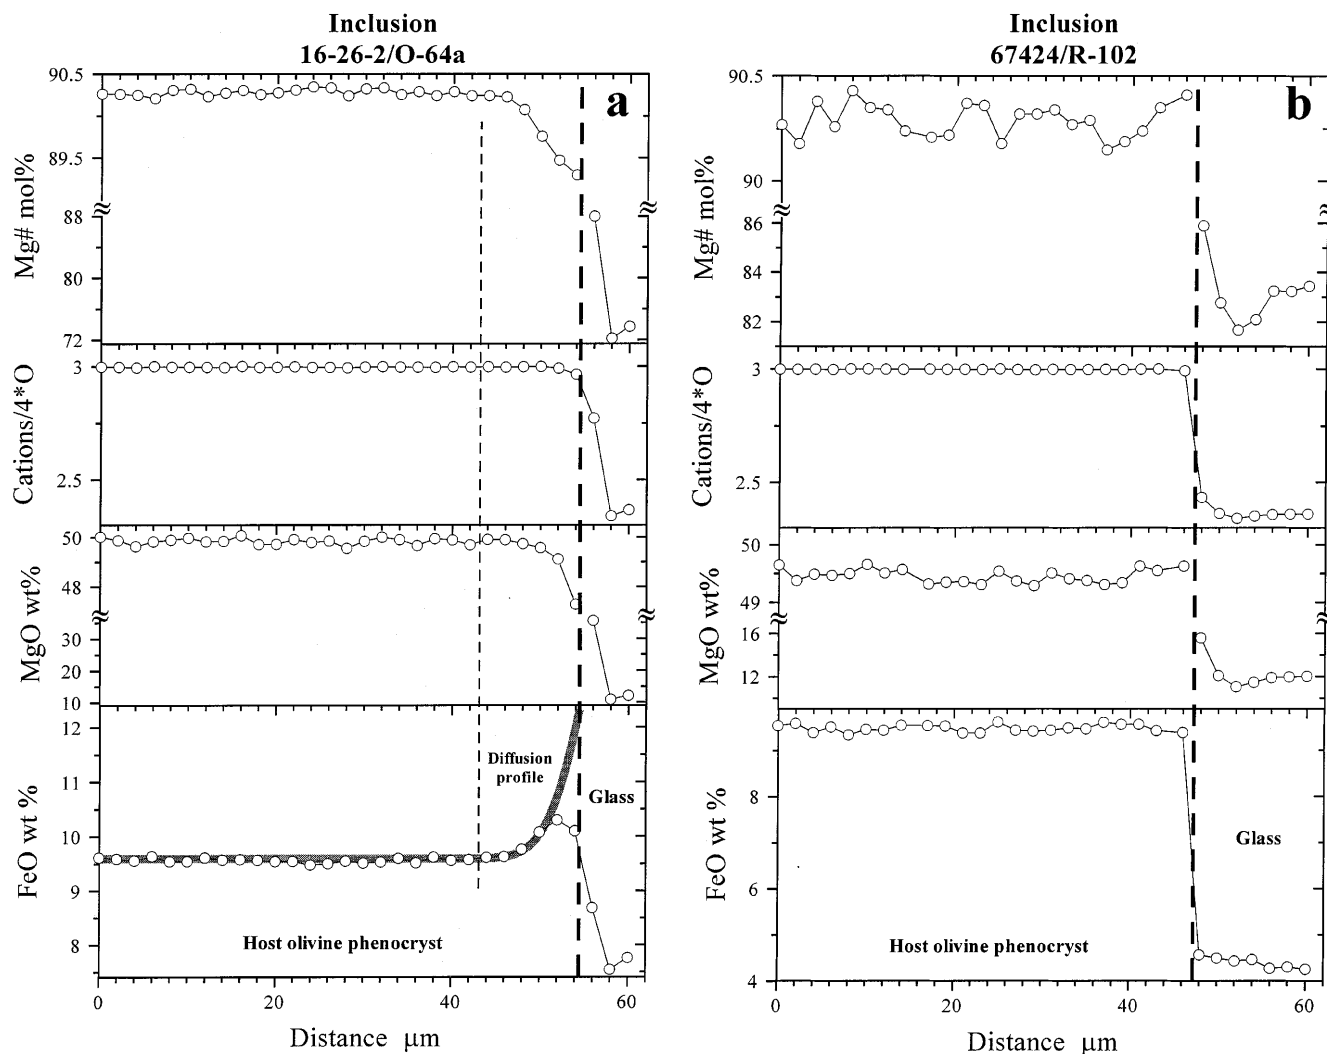 Inclusion
16-26-2/O-64a
a
Mg# mol%
90.5
89.5
88
80
72
Cations/4*O
3
2.5
MgO wt%
50
48
30
20
10
FeO wt %
12
11
10
9
8
Diffusion
profile
Glass
Host olivine phenocryst
0
20
40
60
Distance μm
Inclusion
67424/R-102
b
Mg# mol%
90.5
90
86
84
82
Cations/4*O
3
2.5
MgO wt%
50
49
16
12
FeO wt %
8
6
4
Glass
Host olivine phenocryst
0
20
40
60
Distance μm